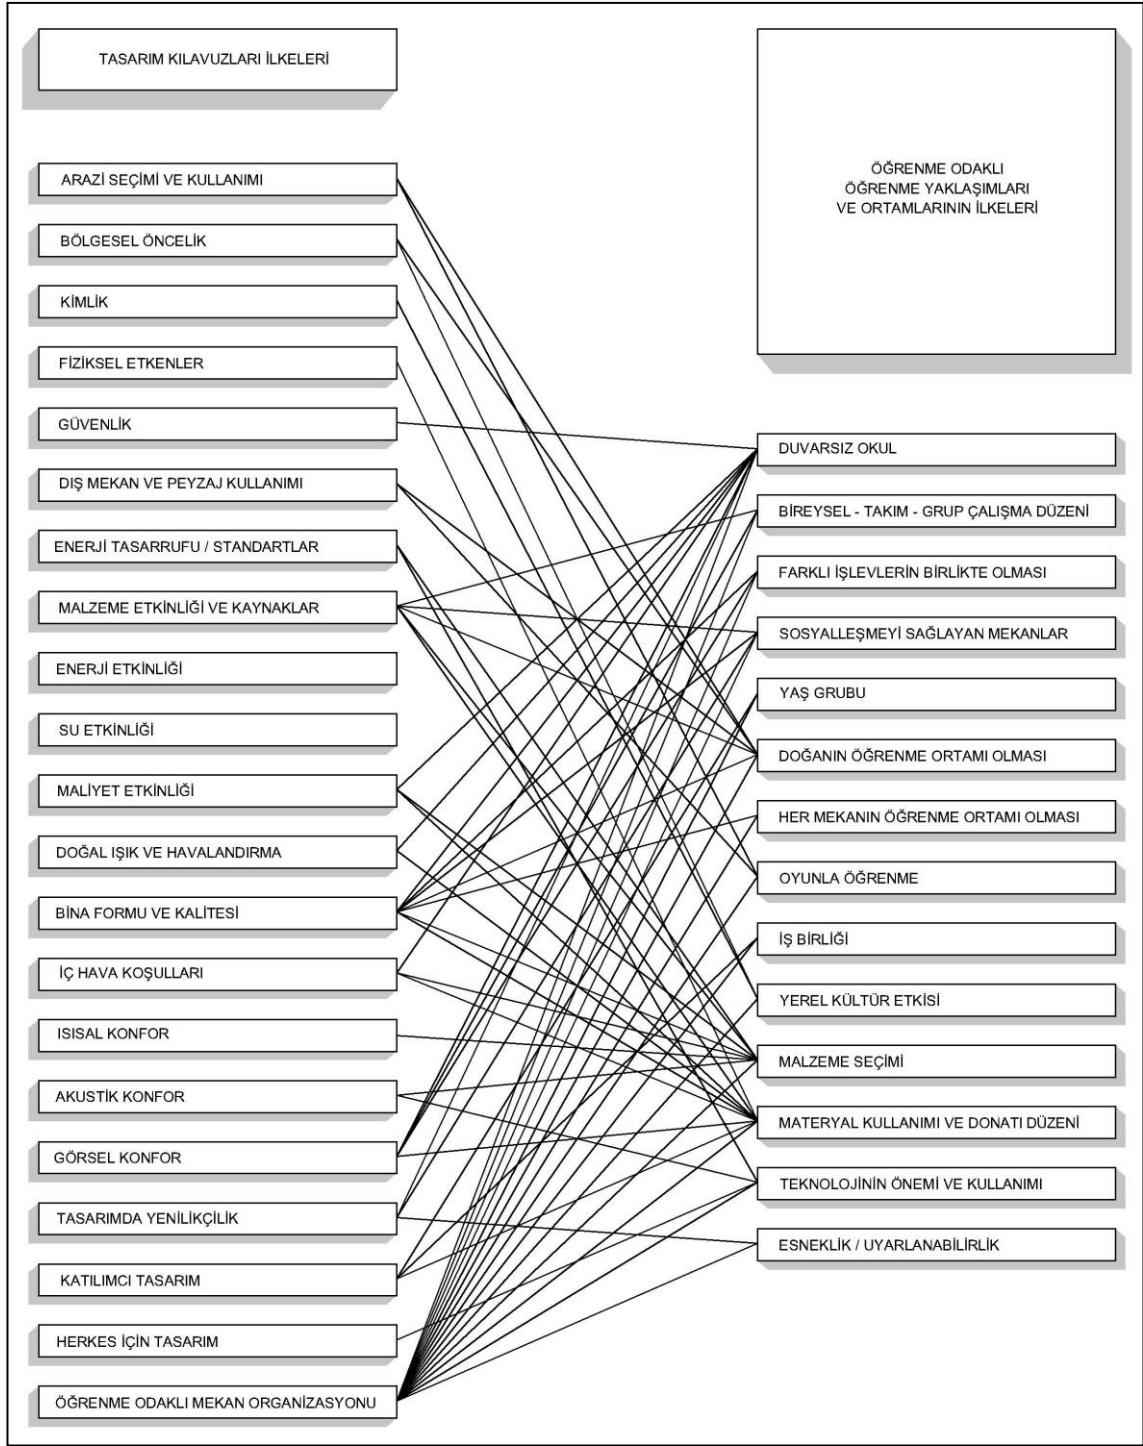 TASARIM KILAVUZLARI İLKELERİ
ARAZİ SEÇİMİ VE KULLANIMI
BÖLGESEL ÖNCELİK
KİMLİK
FİZİKSEL ETKENLER
GÜVENLİK
DIŞ MEKAN VE PEYZAJ KULLANIMI
ENERJİ TASARRUFU / STANDARTLAR
MALZEME ETKİNLİĞİ VE KAYNAKLAR
ENERJİ ETKİNLİĞİ
SU ETKİNLİĞİ
MALİYET ETKİNLİĞİ
DOĞAL IŞIK VE HAVALANDIRMA
BİNA FORMU VE KALİTESİ
İÇ HAVA KOŞULLARI
ISISAL KONFOR
AKUSTİK KONFOR
GÖRSEL KONFOR
TASARIMDA YENİLİKÇİLİK
KATILIMCI TASARIM
HERKES İÇİN TASARIM
ÖĞRENME ODAKLI MEKAN ORGANİZASYONU
ÖĞRENME ODAKLI
ÖĞRENME YAKLAŞIMLARI
VE ORTAMLARININ İLKELERİ
DUVARSIZ OKUL
BİREYSEL - TAKIM - GRUP ÇALIŞMA DÜZENİ
FARKLI İŞLEVLERİN BİRLİKTE OLMASI
SOSYALLEŞMEYİ SAĞLAYAN MEKANLAR
YAŞ GRUBU
DOĞANIN ÖĞRENME ORTAMI OLMASI
HER MEKANIN ÖĞRENME ORTAMI OLMASI
OYUNLA ÖĞRENME
İŞ BİRLİĞİ
YEREL KÜLTÜR ETKİSİ
MALZEME SEÇİMİ
MATERYAL KULLANIMI VE DONATI DÜZENİ
TEKNOLOJİNİN ÖNEMİ VE KULLANIMI
ESNEKLİK / UYARLANABİLİRLİK